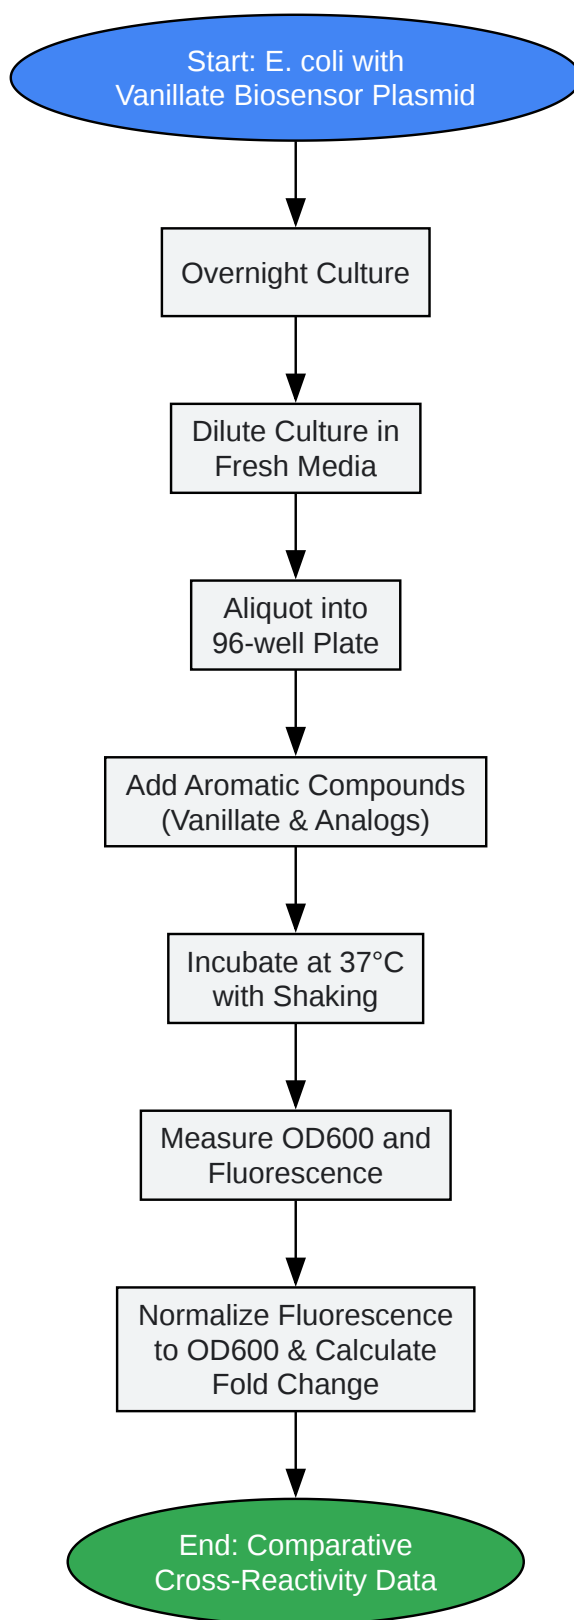 Start: E. coli with
Vanillate Biosensor Plasmid
Overnight Culture
Dilute Culture in
Fresh Media
Aliquot into
96-well Plate
Add Aromatic Compounds
(Vanillate & Analogs)
Incubate at 37°C
with Shaking
Measure OD600 and
Fluorescence
Normalize Fluorescence
to OD600 & Calculate
Fold Change
End: Comparative
Cross-Reactivity Data